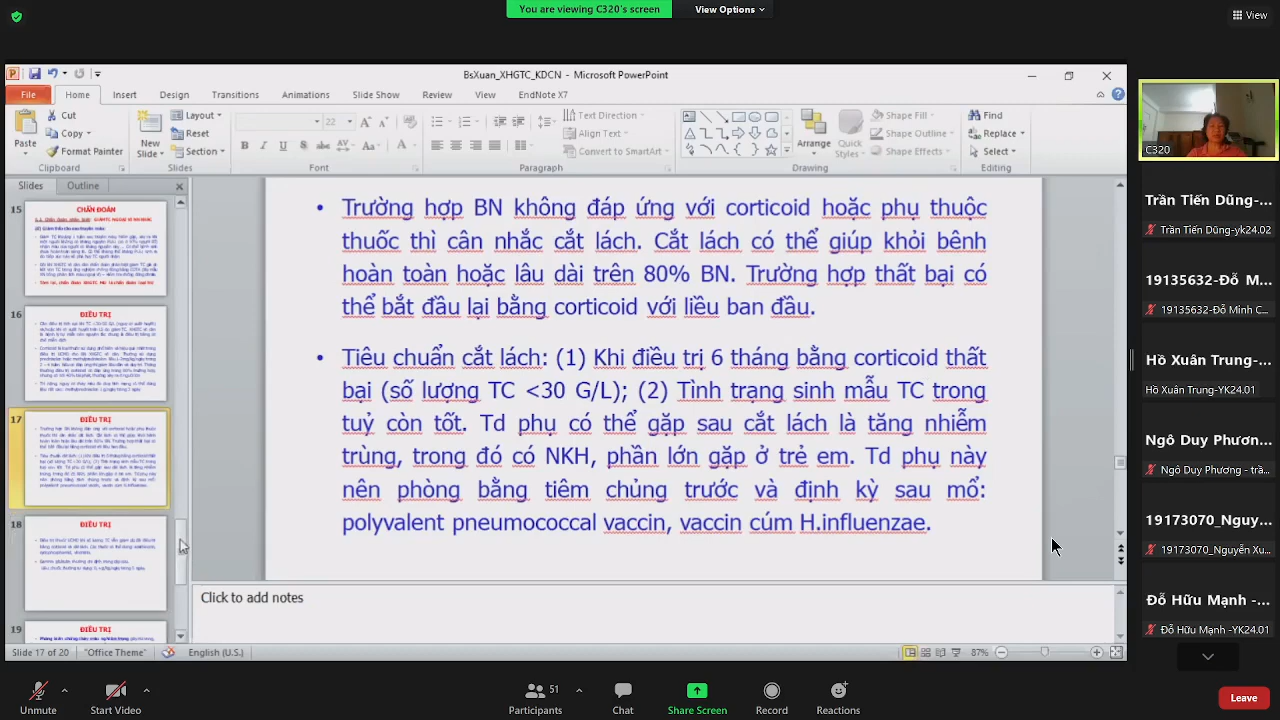 You are viewing C320's screen
View Options
View
BsXuan_XHGTC_KDCN - Microsoft PowerPoint
File
Home
Insert
Design
Transitions
Animations
Slide Show
Review
View
EndNote X7
Paste
Cut
Copy
Format Painter
Clipboard
New
Slide
Layout
Reset
Section
Slides
22
Font
Text Direction
Align Text
Convert to SmartArt
Paragraph
Arrange
Quick
Styles
Shape Fill
Shape Outline
Shape Effects
Drawing
Find
Replace
Select
Editing
Slides
Outline
15
CHẨN ĐOÁN
16
ĐIỀU TRỊ
17
ĐIỀU TRỊ
18
ĐIỀU TRỊ
19
ĐIỀU TRỊ
• Trường hợp BN không đáp ứng với corticoid hoặc phụ thuộc
thuốc thì cân nhắc cắt lách. Cắt lách có thể giúp khỏi bệnh
hoàn toàn hoặc lâu dài trên 80% BN. Trường hợp thất bại có
thể bắt đầu lại bằng corticoid với liều ban đầu.
• Tiêu chuẩn cắt lách: (1) Khi điều trị 6 tháng bằng corticoid thất
bại (số lượng TC <30 G/L); (2) Tình trạng sinh mẫu TC trong
tuỷ còn tốt. Td phụ có thể gặp sau cắt lách là tăng nhiễm
trùng, trong đó có NKH, phần lớn gặp ở trẻ em. Td phụ này
nên phòng bằng tiêm chủng trước và định kỳ sau mổ:
polyvalent pneumococcal vaccin, vaccin cúm H.influenzae.
Click to add notes
Slide 17 of 20
"Office Theme"
English (U.S.)
87%
C320
Trần Tiến Dũng-...
Trần Tiến Dũng-19...
19135632-Đỗ M...
19135632-Đỗ Minh C...
Hồ Xuân Trung-...
Hồ Xuân Trung-YK24.01
Ngô Duy Phương...
Ngô Duy Phương - trà...
19173070_Nguy...
19173070_Nguyễn Xu...
Đỗ Hữu Mạnh -...
Đỗ Hữu Mạnh -YK24.01
Unmute
Start Video
51
Participants
Chat
Share Screen
Record
Reactions
Leave